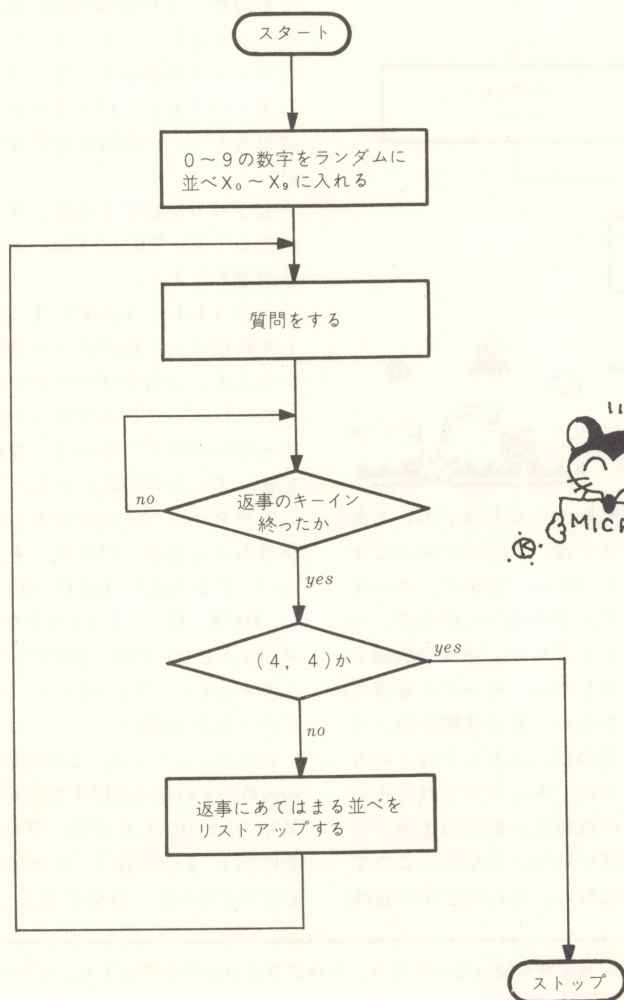 スタート
0〜9の数字をランダムに
並べX₀〜X₉に入れる
質問をする
no
返事のキーイン
終ったか
yes
(4, 4)か
yes
no
返事にあてはまる並べを
リストアップする
ストップ
MICR
K